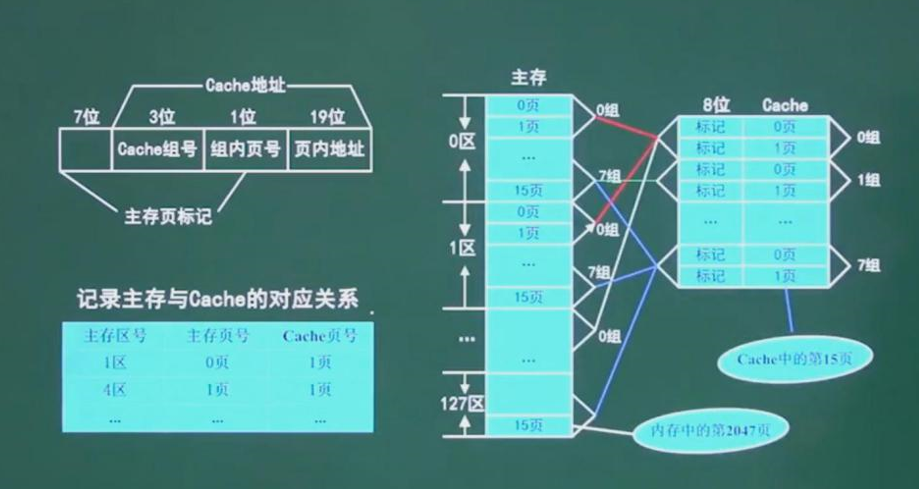 Cache地址
7位 3位 1位 19位
Cache组号 组内页号 页内地址
主存页标记
记录主存与Cache的对应关系
主存区号 主存页号 Cache页号
1区 0页 1页
4区 1页 1页
... ... ...
主存
0页
1页
...
15页
0页
1页
...
15页
...
15页
0区
1区
...
127区
0组
7组
0组
7组
0组
8位 Cache
标记 0页
标记 1页
标记 0页
标记 1页
... ...
标记 0页
标记 1页
0组
1组
7组
Cache中的第15页
内存中的第2047页